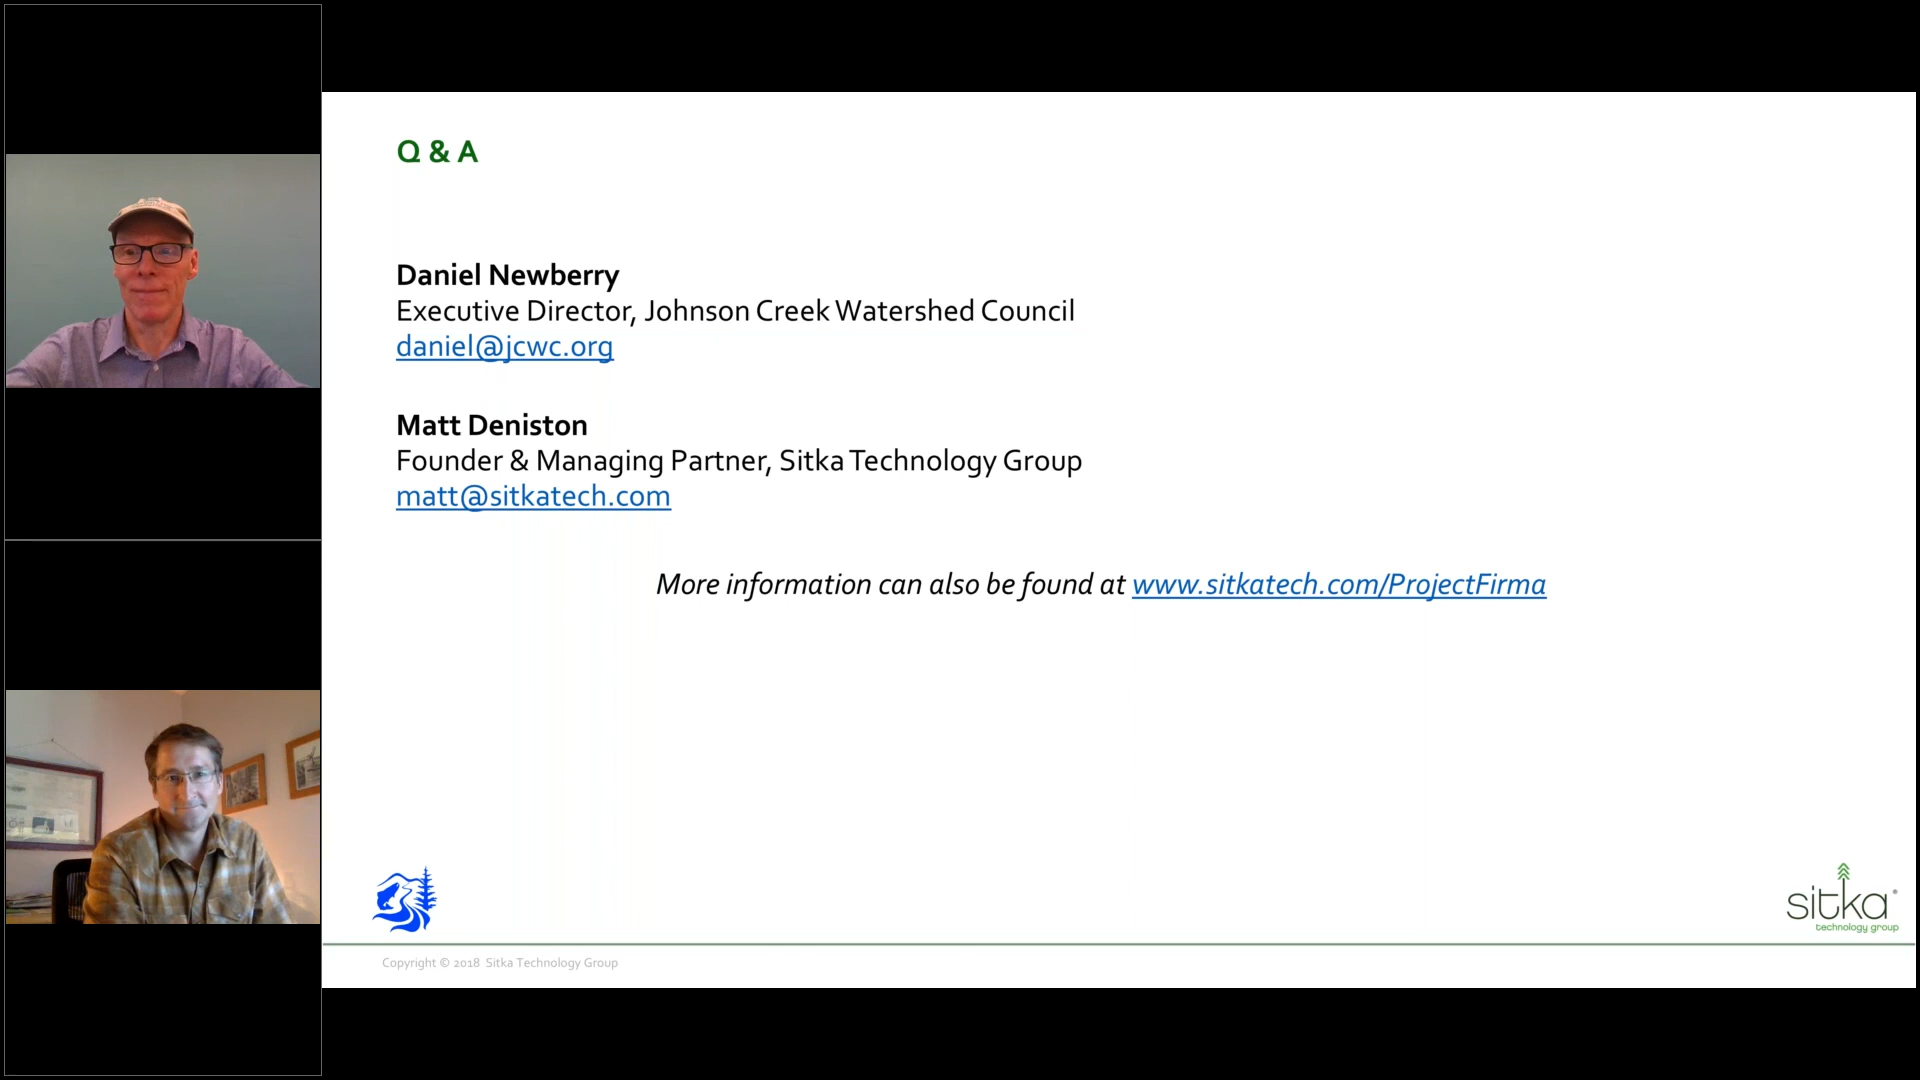 Q & A
Daniel Newberry
Executive Director, Johnson Creek Watershed Council
daniel@jcwc.org
Matt Deniston
Founder & Managing Partner, Sitka Technology Group
matt@sitkatech.com
More information can also be found at www.sitkatech.com/ProjectFirma
sitka®
technology group
Copyright © 2018 Sitka Technology Group